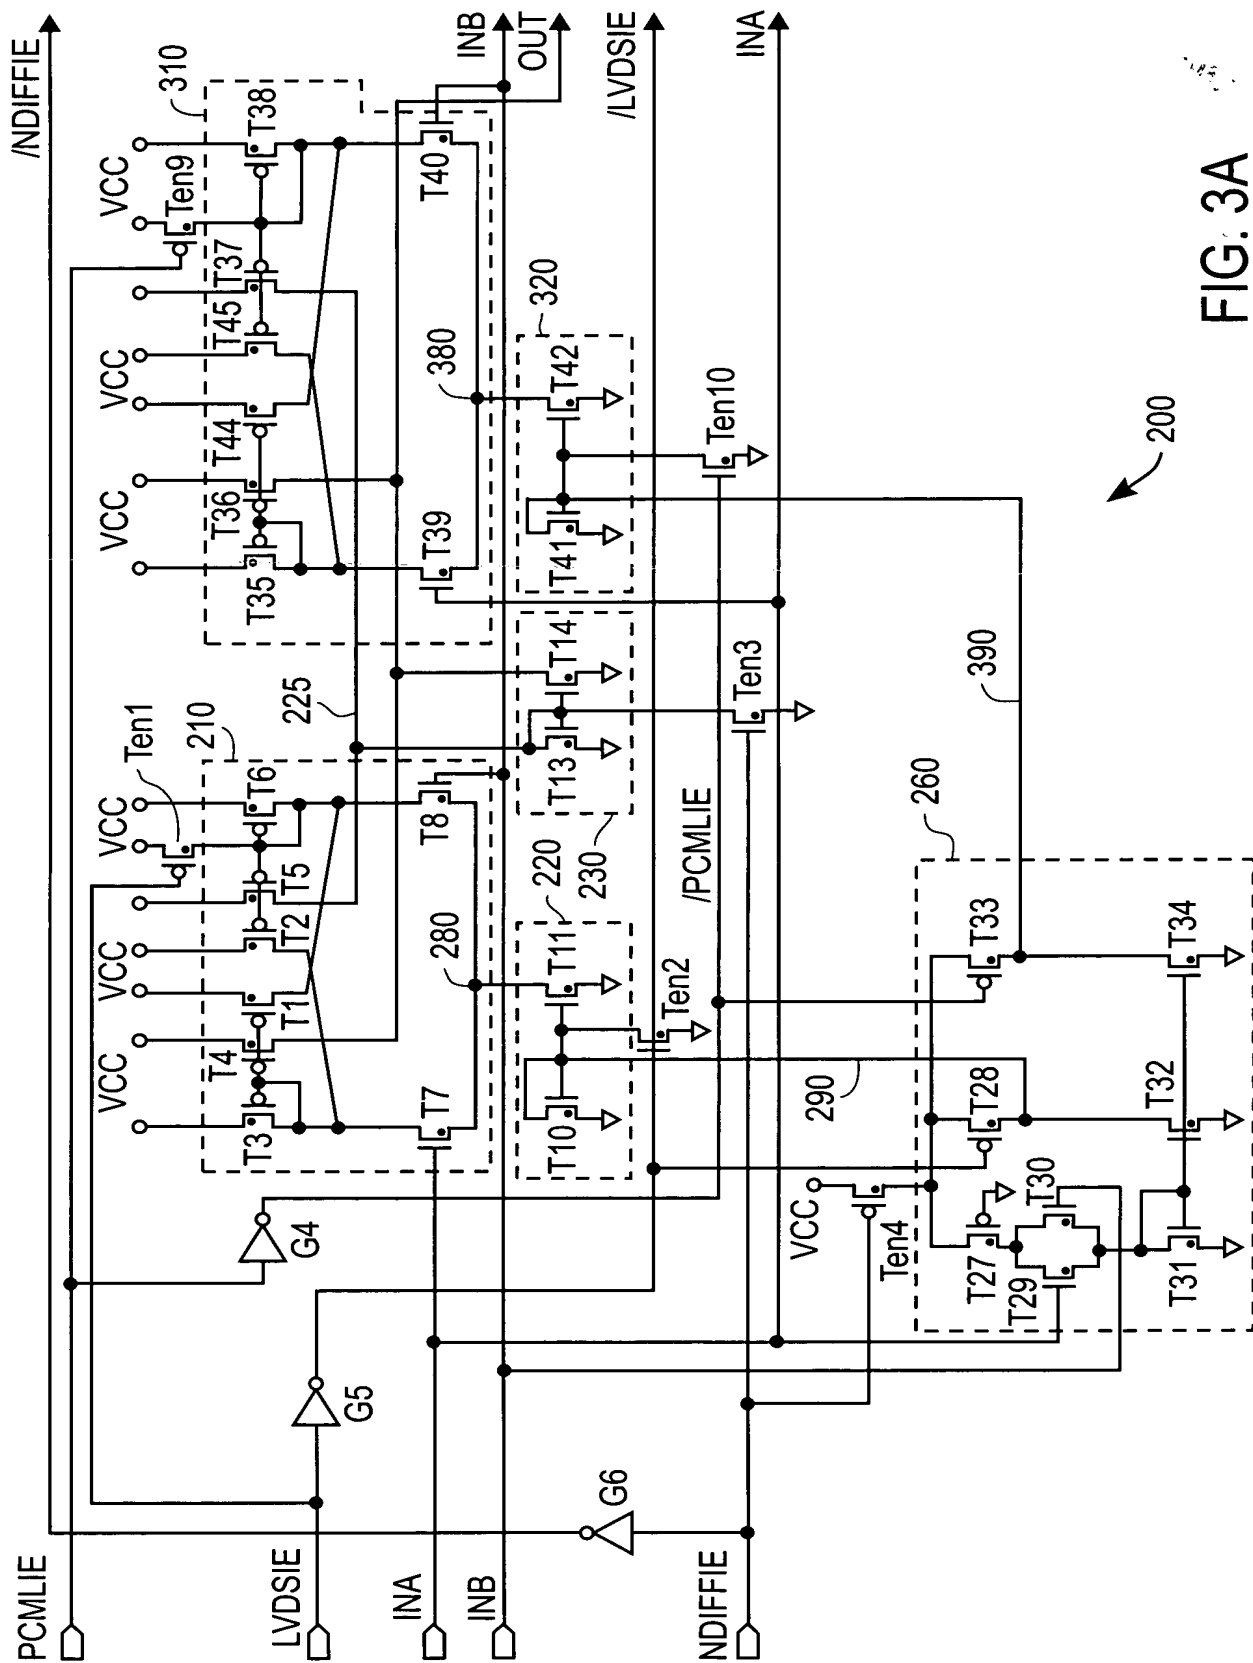 /NDIFFIE
INB
OUT
/LVDSIE
INA
310
VCC
Ten9
T38
T37
T45
VCC
T44
T36
VCC
T35
T40
T39
380
320
T42
T41
Ten10
225
210
Ten1
VCC
T6
T5
T2
VCC
VCC
T1
T4
VCC
T3
T8
T7
280
T14
T13
230
Ten3
220
T11
T10
Ten2
/PCMLIE
290
390
260
T33
T34
T28
T32
VCC
Ten4
T27
T30
T29
T31
G4
G5
G6
PCMLIE
LVDSIE
INA
INB
NDIFFIE
200
FIG. 3A